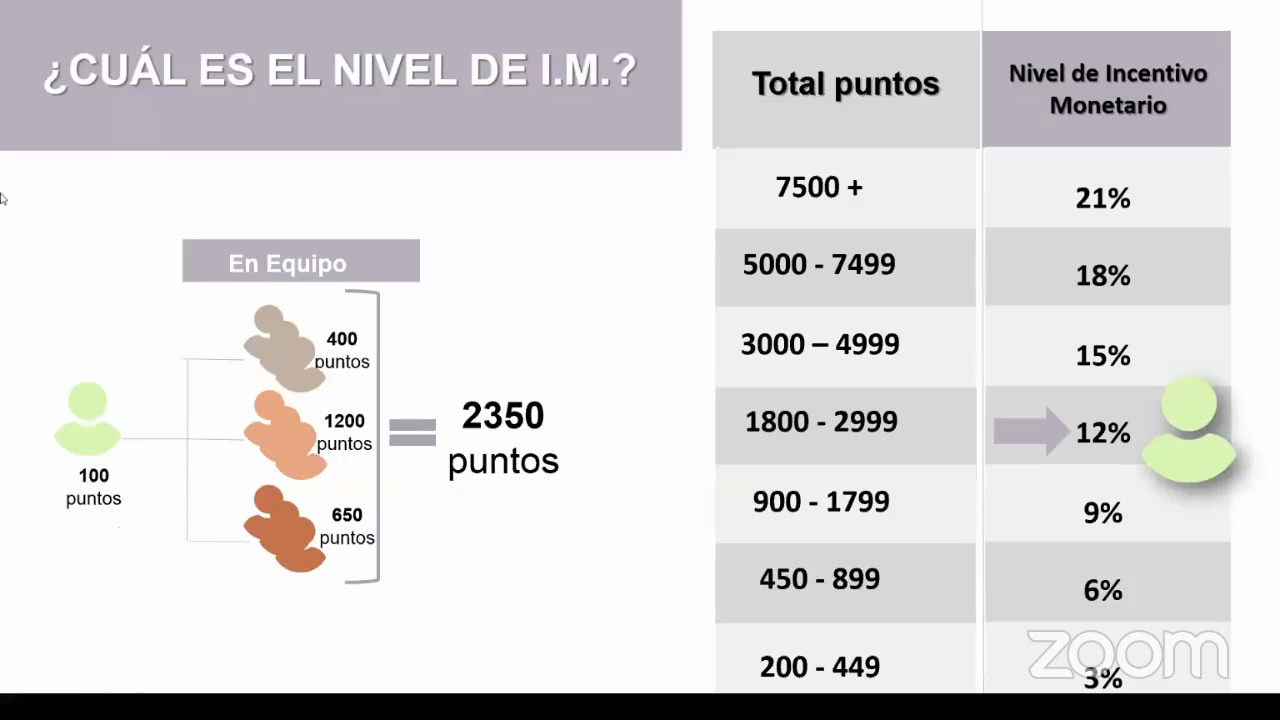 ¿CUÁL ES EL NIVEL DE I.M.?
En Equipo
400
puntos
1200
puntos
650
puntos
100
puntos
2350
puntos
Total puntos
Nivel de Incentivo
Monetario
7500 +
21%
5000 - 7499
18%
3000 – 4999
15%
1800 - 2999
12%
900 - 1799
9%
450 - 899
6%
200 - 449
3%
zoom